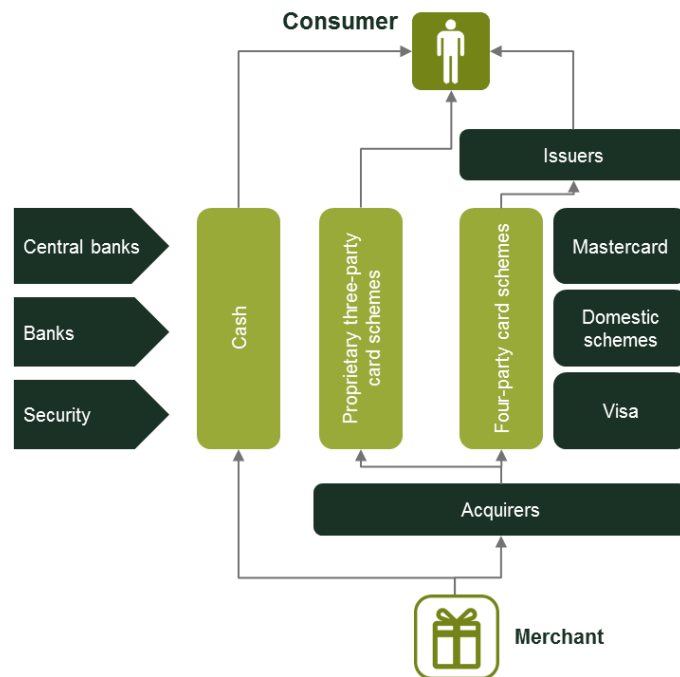 Consumer
Issuers
Central banks
Banks
Security
Cash
Proprietary three-party
card schemes
Four-party card schemes
Mastercard
Domestic
schemes
Visa
Acquirers
Merchant